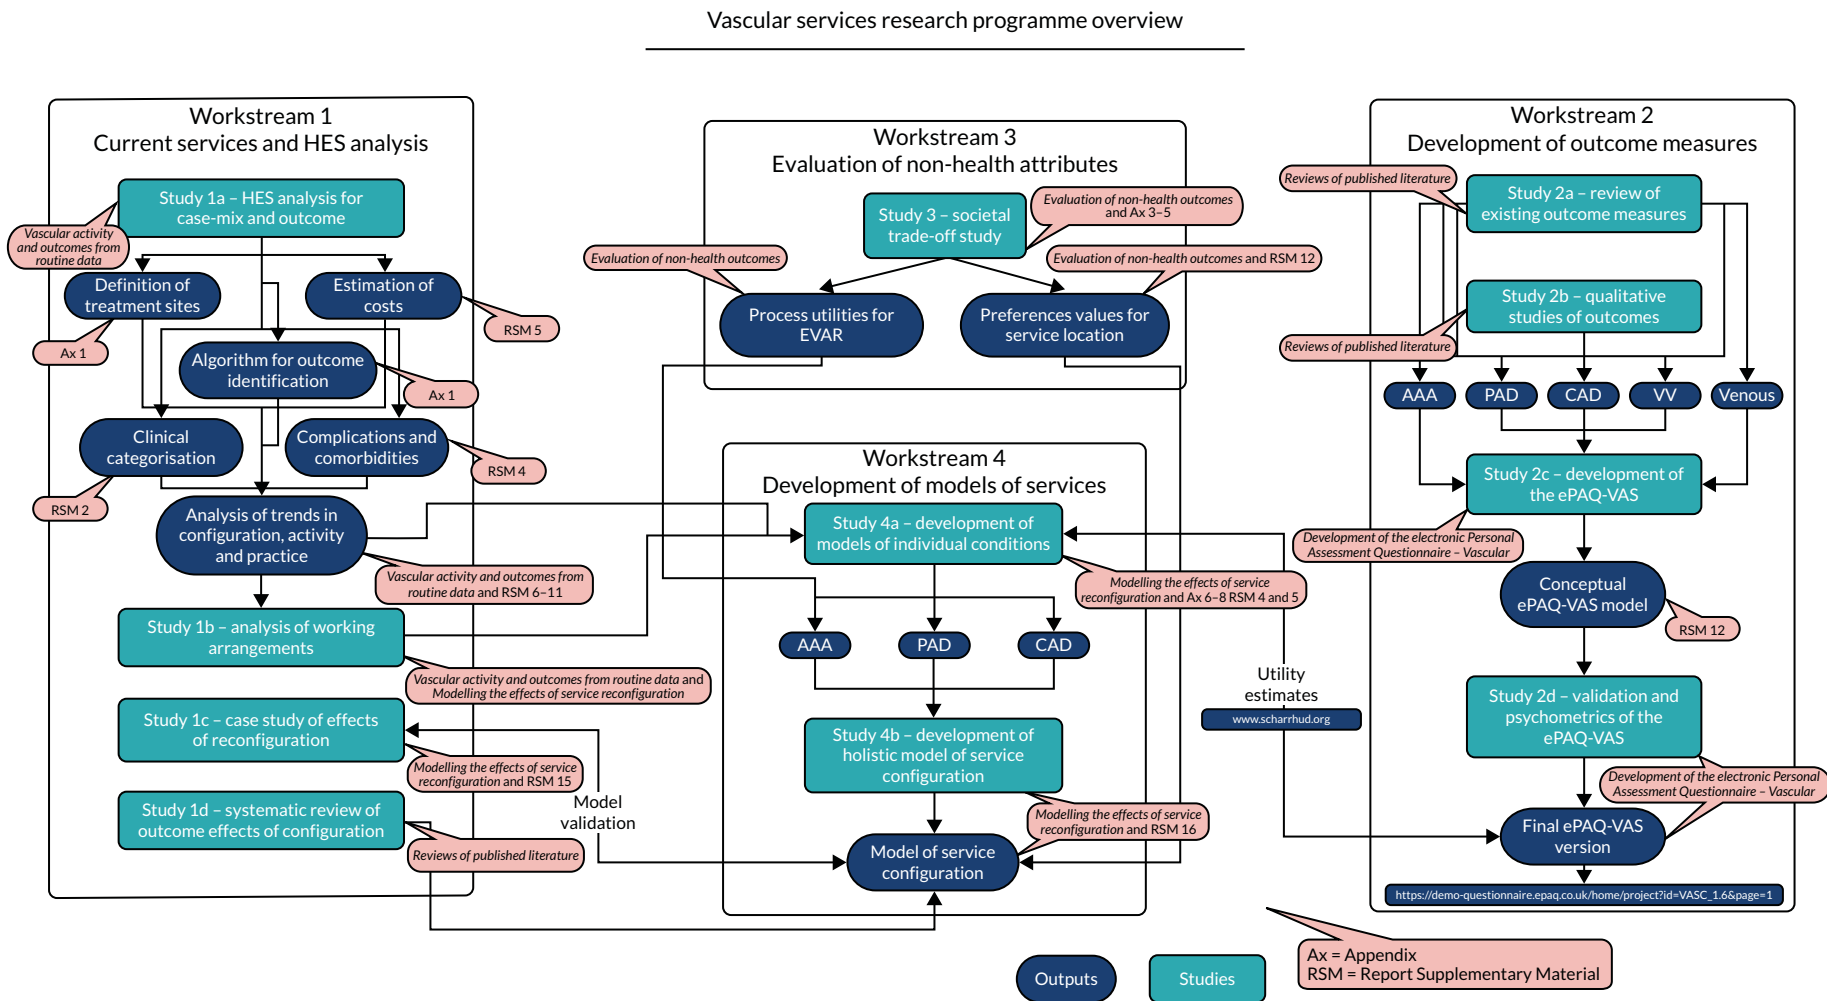 Vascular services research programme overview
Workstream 1
Current services and HES analysis
Study 1a – HES analysis for
case-mix and outcome
Vascular activity
and outcomes from
routine data
Definition of
treatment sites
Estimation of
costs
RSM 5
Ax 1
Algorithm for outcome
identification
Ax 1
Clinical
categorisation
Complications and
comorbidities
RSM 4
RSM 2
Analysis of trends in
configuration, activity
and practice
Vascular activity and outcomes from
routine data and RSM 6–11
Study 1b – analysis of working
arrangements
Vascular activity and outcomes from routine data and
Modelling the effects of service reconfiguration
Study 1c – case study of effects
of reconfiguration
Modelling the effects of service
reconfiguration and RSM 15
Study 1d – systematic review of
outcome effects of configuration
Reviews of published literature
Model
validation
Workstream 3
Evaluation of non-health attributes
Study 3 – societal
trade-off study
Evaluation of non-health outcomes
and Ax 3–5
Evaluation of non-health outcomes
Evaluation of non-health outcomes and RSM 12
Process utilities for
EVAR
Preferences values for
service location
Workstream 4
Development of models of services
Study 4a – development of
models of individual conditions
Modelling the effects of service
reconfiguration and Ax 6–8 RSM 4 and 5
AAA
PAD
CAD
Study 4b – development of
holistic model of service
configuration
Modelling the effects of service
reconfiguration and RSM 16
Model of service
configuration
Utility
estimates
www.scharrhud.org
Workstream 2
Development of outcome measures
Reviews of published literature
Study 2a – review of
existing outcome measures
Study 2b – qualitative
studies of outcomes
Reviews of published literature
AAA
PAD
CAD
VV
Venous
Study 2c – development of
the ePAQ-VAS
Development of the electronic Personal
Assessment Questionnaire – Vascular
Conceptual
ePAQ-VAS model
RSM 12
Study 2d – validation and
psychometrics of the
ePAQ-VAS
Development of the electronic Personal
Assessment Questionnaire – Vascular
Final ePAQ-VAS
version
https://demo-questionnaire.epaq.co.uk/home/project?id=VASC_1.6&page=1
Outputs
Studies
Ax = Appendix
RSM = Report Supplementary Material